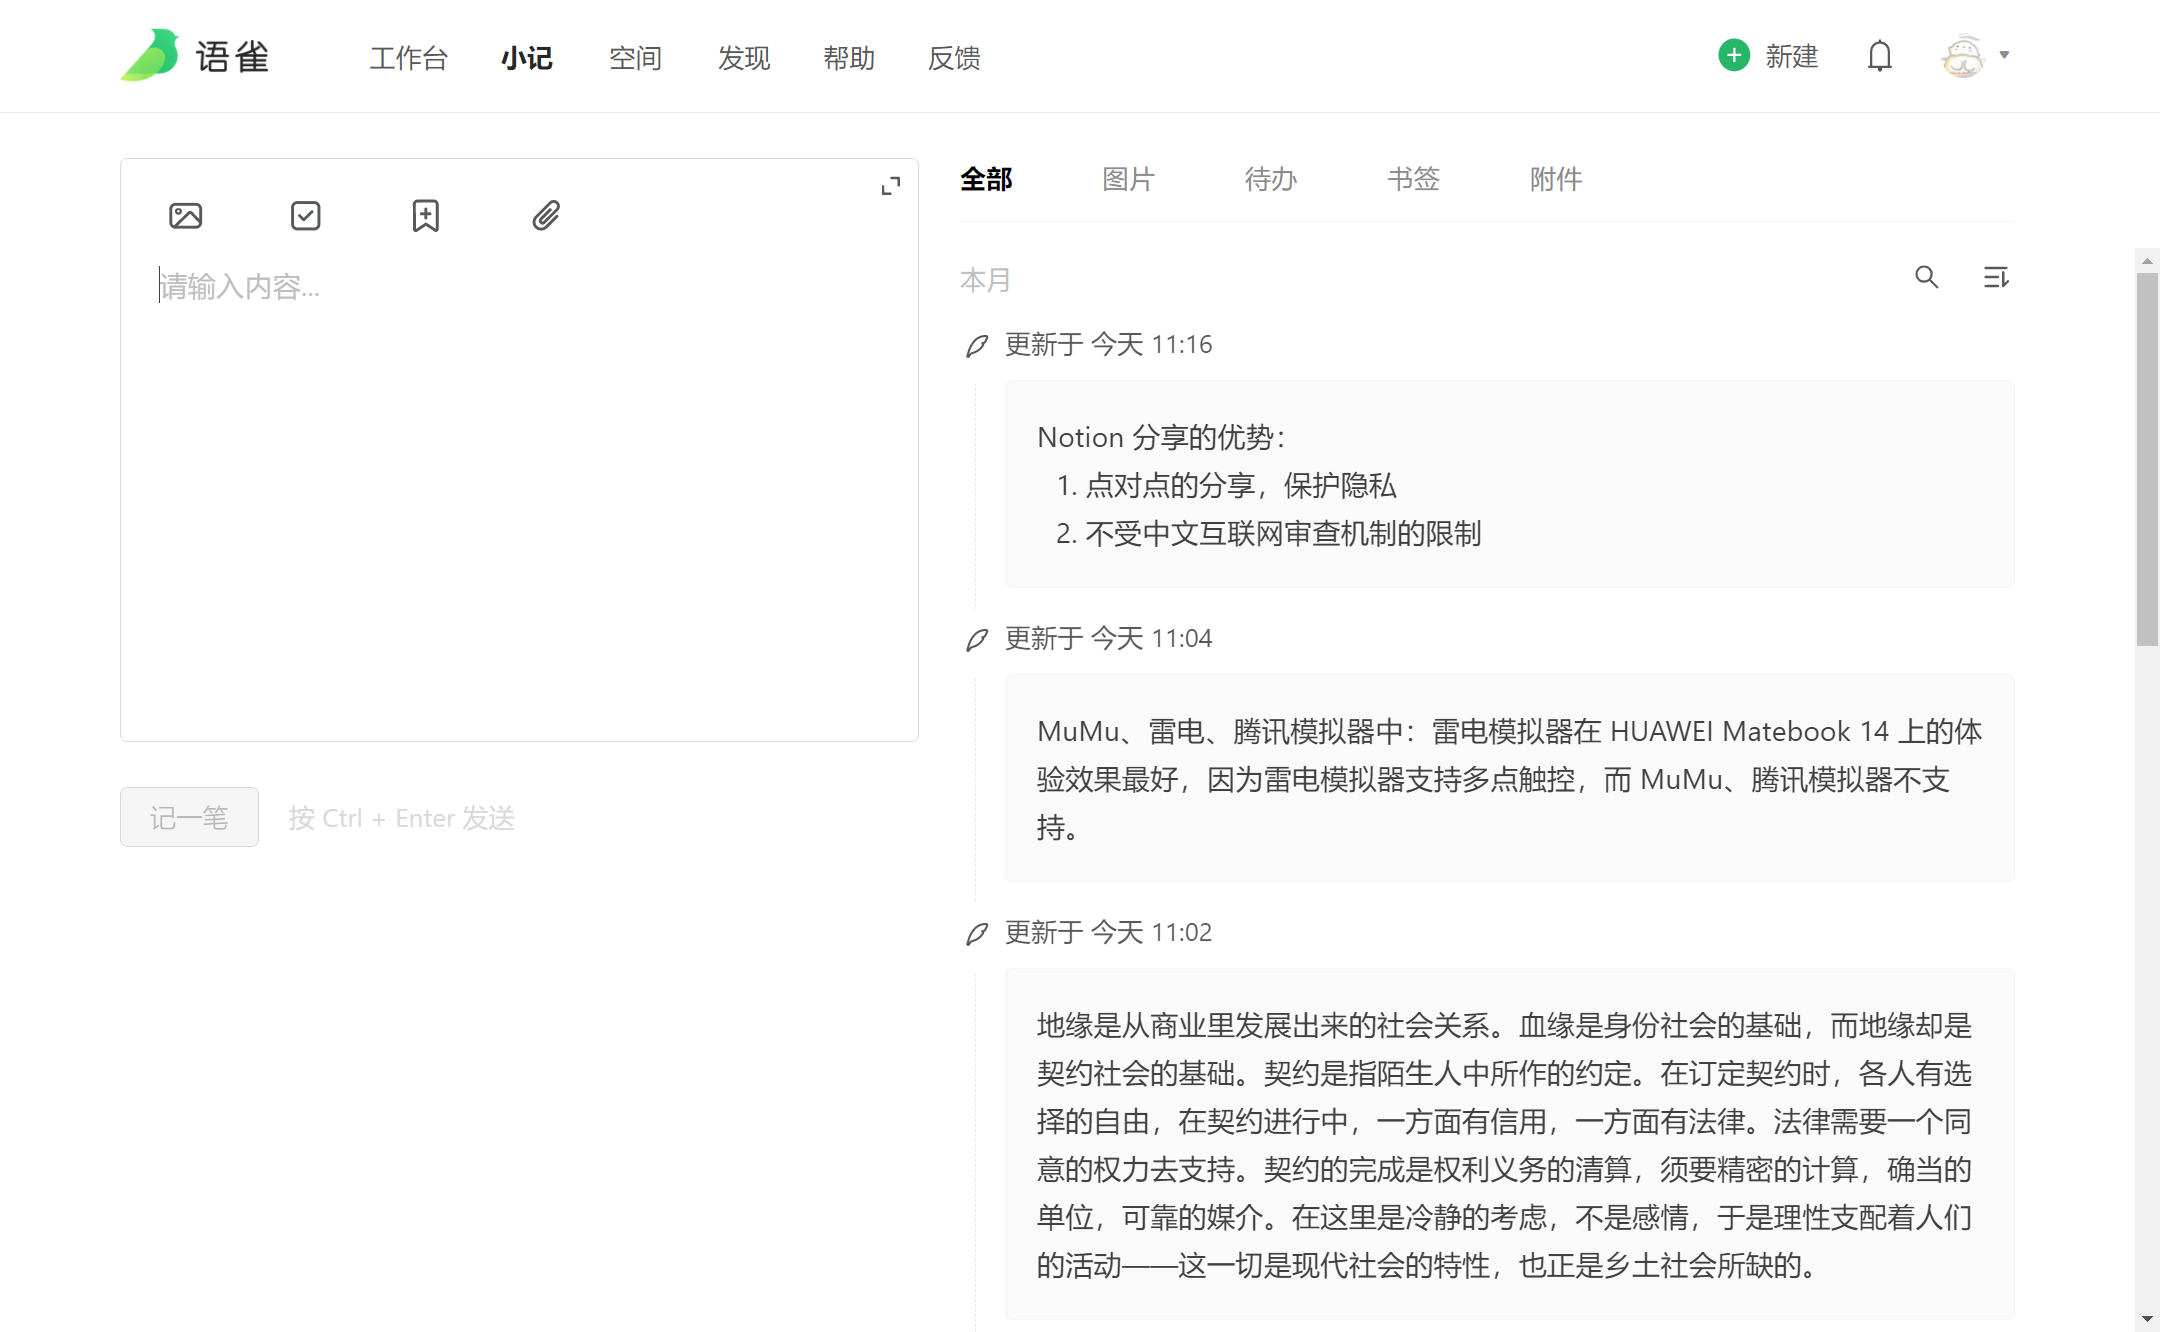 语雀 工作台 小记 空间 发现 帮助 反馈 新建
请输入内容...
记一笔 按 Ctrl + Enter 发送
全部 图片 待办 书签 附件
本月
更新于 今天 11:16
Notion 分享的优势：
1. 点对点的分享，保护隐私
2. 不受中文互联网审查机制的限制
更新于 今天 11:04
MuMu、雷电、腾讯模拟器中：雷电模拟器在 HUAWEI Matebook 14 上的体
验效果最好，因为雷电模拟器支持多点触控，而 MuMu、腾讯模拟器不支
持。
更新于 今天 11:02
地缘是从商业里发展出来的社会关系。血缘是身份社会的基础，而地缘却是
契约社会的基础。契约是指陌生人中所作的约定。在订定契约时，各人有选
择的自由，在契约进行中，一方面有信用，一方面有法律。法律需要一个同
意的权力去支持。契约的完成是权利义务的清算，须要精密的计算，确当的
单位，可靠的媒介。在这里是冷静的考虑，不是感情，于是理性支配着人们
的活动——这一切是现代社会的特性，也正是乡土社会所缺的。